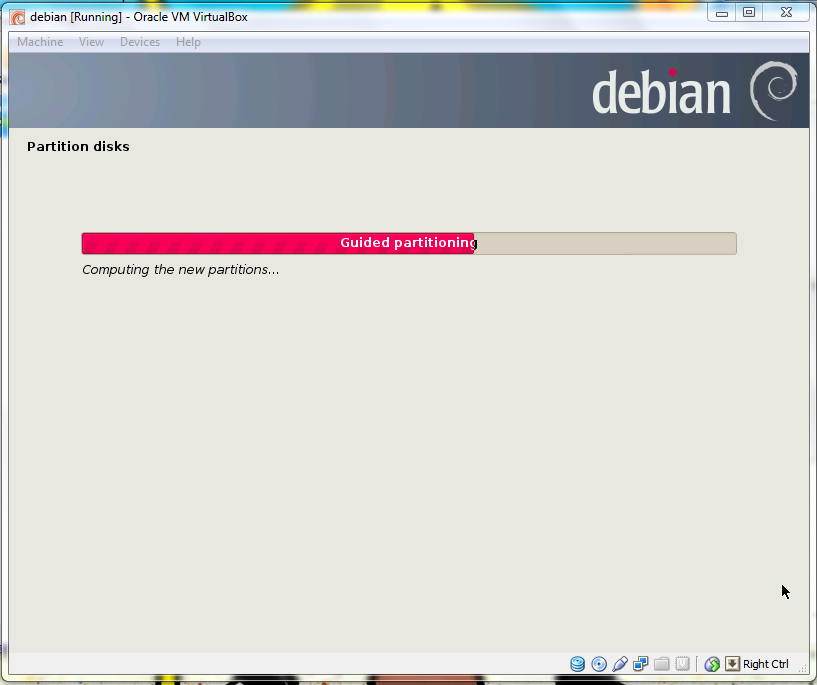 debian [Running] - Oracle VM VirtualBox
Machine View Devices Help
debian
Partition disks
Guided partitioning
Computing the new partitions...
Right Ctrl